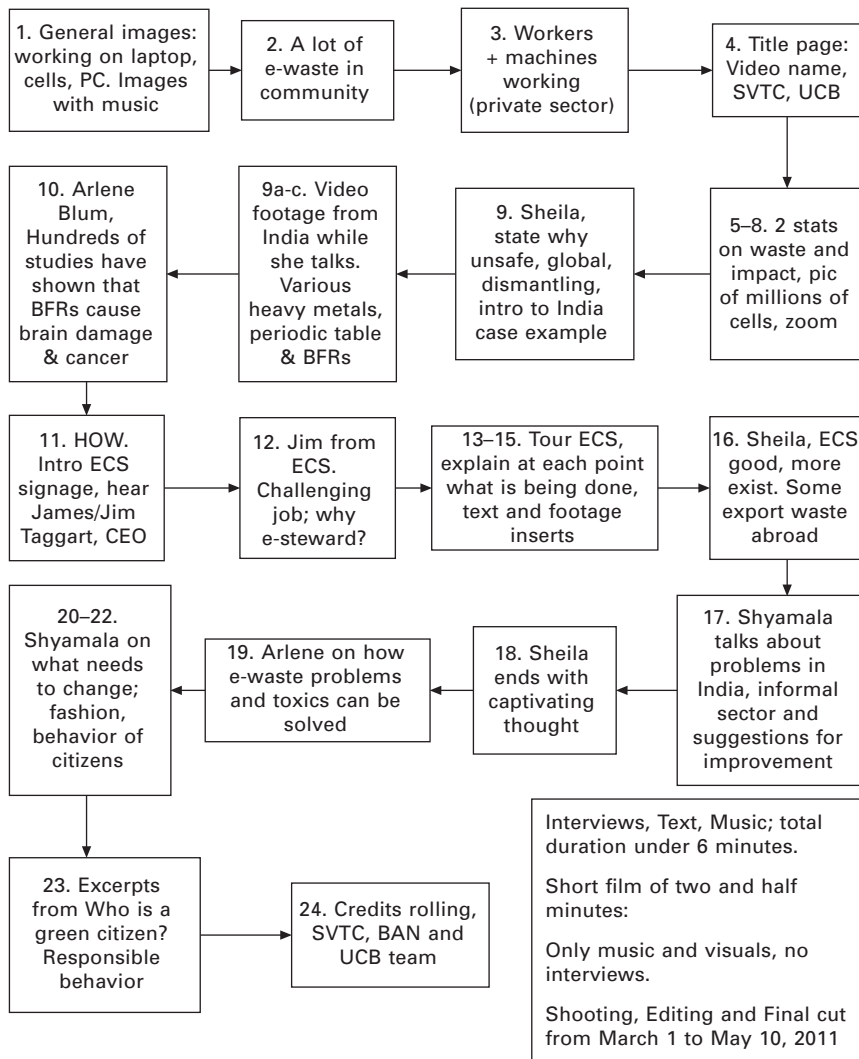 1. General images:
working on laptop,
cells, PC. Images
with music
2. A lot of
e-waste in
community
3. Workers
+ machines
working
(private sector)
4. Title page:
Video name,
SVTC, UCB
5–8. 2 stats
on waste and
impact, pic
of millions of
cells, zoom
9. Sheila,
state why
unsafe, global,
dismantling,
intro to India
case example
9a-c. Video
footage from
India while
she talks.
Various
heavy metals,
periodic table
& BFRs
10. Arlene
Blum,
Hundreds of
studies have
shown that
BFRs cause
brain damage
& cancer
11. HOW.
Intro ECS
signage, hear
James/Jim
Taggart, CEO
12. Jim from
ECS.
Challenging
job; why
e-steward?
13–15. Tour ECS,
explain at each point
what is being done,
text and footage
inserts
16. Sheila, ECS
good, more
exist. Some
export waste
abroad
17. Shyamala
talks about
problems in
India, informal
sector and
suggestions for
improvement
18. Sheila
ends with
captivating
thought
19. Arlene on how
e-waste problems
and toxics can be
solved
20–22.
Shyamala on
what needs
to change;
fashion,
behavior of
citizens
23. Excerpts
from Who is a
green citizen?
Responsible
behavior
24. Credits rolling,
SVTC, BAN and
UCB team
Interviews, Text, Music; total
duration under 6 minutes.
Short film of two and half
minutes:
Only music and visuals, no
interviews.
Shooting, Editing and Final cut
from March 1 to May 10, 2011